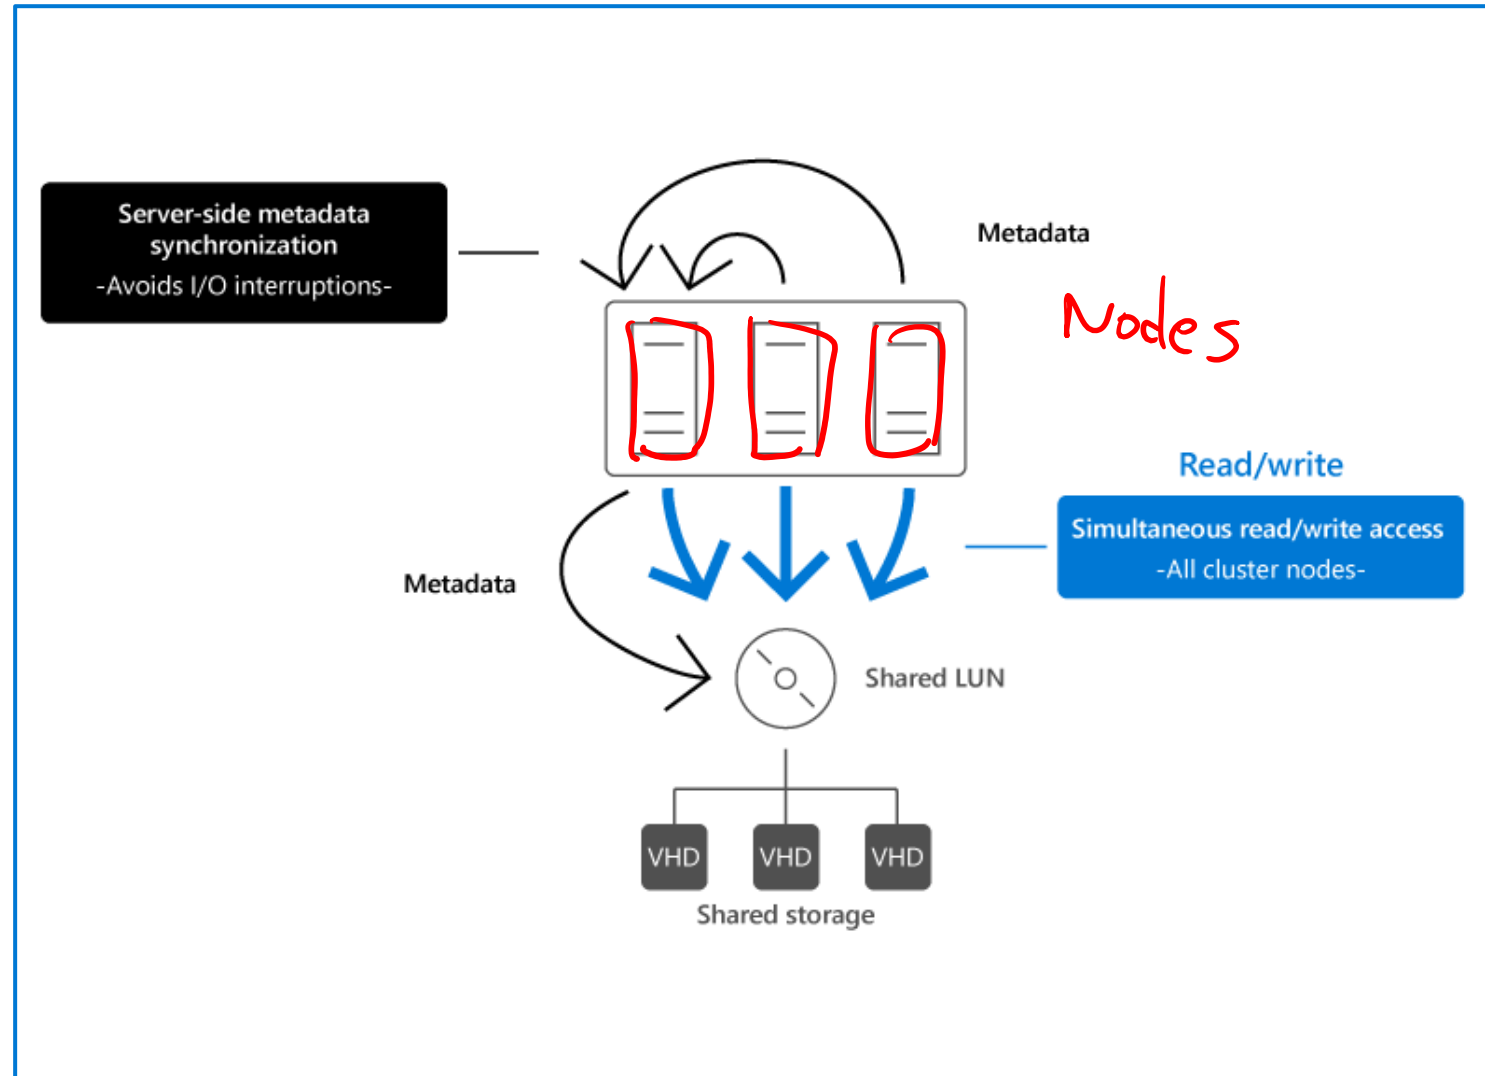 Server-side metadata
synchronization
-Avoids I/O interruptions-
Metadata
Nodes
Read/write
Simultaneous read/write access
-All cluster nodes-
Metadata
Shared LUN
VHD VHD VHD
Shared storage